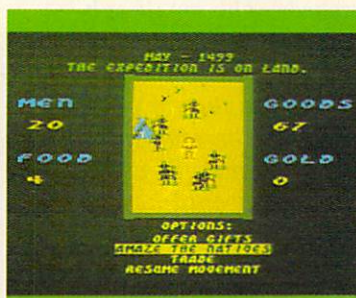 MAY - 1499
THE EXPEDITION IS ON LAND.
MEN
GOODS
20
67
FOOD
GOLD
4
0
OPTIONS:
OFFER GIFTS
AMAZE THE NATIVES
TRADE
RESUME MOVEMENT